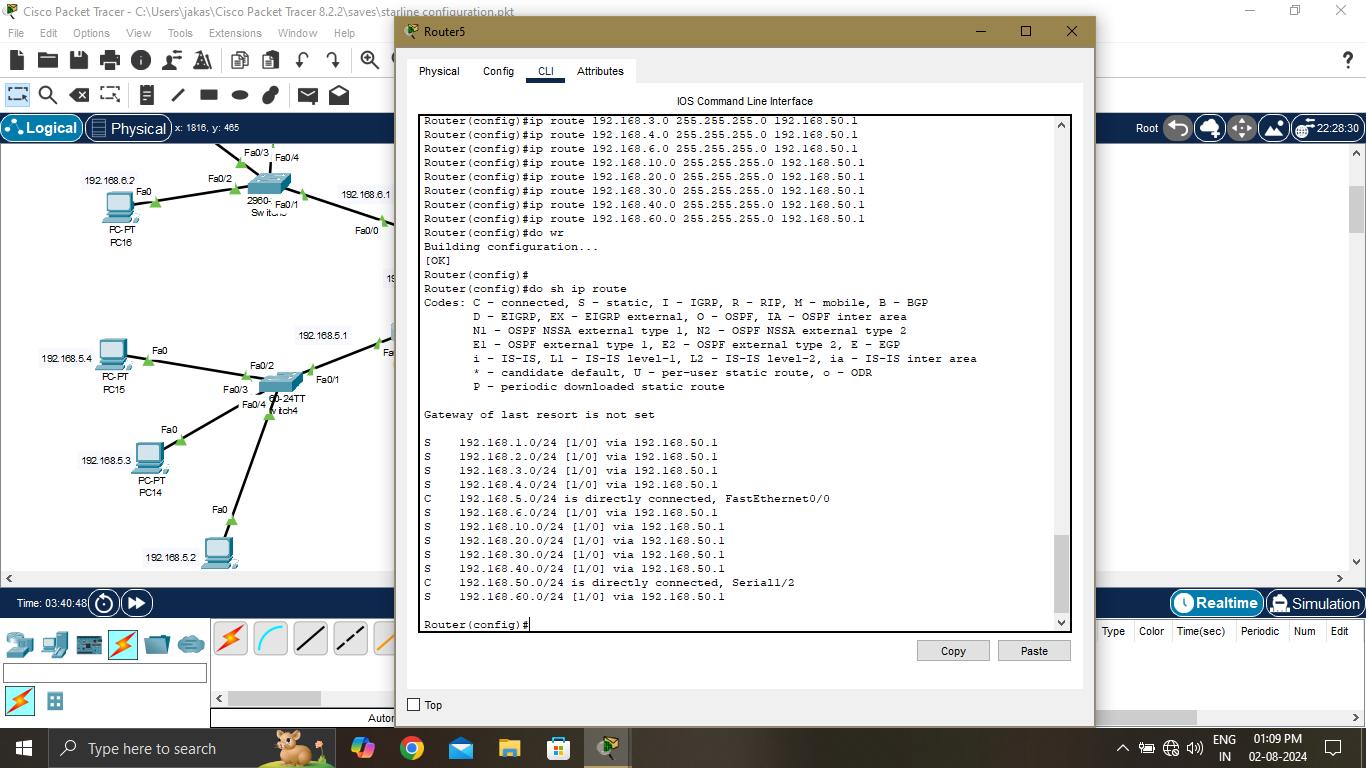 Cisco Packet Tracer - C:\Users\jakas\Cisco Packet Tracer 8.2.2\saves\starline configuration.pkt
File Edit Options View Tools Extensions Window Help
Logical
Physical
x: 1816, y: 465
Root
22:28:30
Fa0/3
Fa0/4
192.168.6.2
Fa0
Fa0/2
192.168.6.1
2960-
Fa0/1
PC-PT
PC16
Fa0/0
192.168.5.1
192.168.5.4
Fa0
PC-PT
PC15
Fa0/2
Fa0/3
Fa0/1
Fa0/4
60-24TT
witch4
Fa0
192.168.5.3
PC-PT
PC14
Fa0
192.168.5.2
Router5
Physical Config CLI Attributes
IOS Command Line Interface
Router(config)#ip route 192.168.3.0 255.255.255.0 192.168.50.1
Router(config)#ip route 192.168.4.0 255.255.255.0 192.168.50.1
Router(config)#ip route 192.168.6.0 255.255.255.0 192.168.50.1
Router(config)#ip route 192.168.10.0 255.255.255.0 192.168.50.1
Router(config)#ip route 192.168.20.0 255.255.255.0 192.168.50.1
Router(config)#ip route 192.168.30.0 255.255.255.0 192.168.50.1
Router(config)#ip route 192.168.40.0 255.255.255.0 192.168.50.1
Router(config)#ip route 192.168.60.0 255.255.255.0 192.168.50.1
Router(config)#do wr
Building configuration...
[OK]
Router(config)#
Router(config)#do sh ip route
Codes: C - connected, S - static, I - IGRP, R - RIP, M - mobile, B - BGP
D - EIGRP, EX - EIGRP external, O - OSPF, IA - OSPF inter area
N1 - OSPF NSSA external type 1, N2 - OSPF NSSA external type 2
E1 - OSPF external type 1, E2 - OSPF external type 2, E - EGP
i - IS-IS, L1 - IS-IS level-1, L2 - IS-IS level-2, ia - IS-IS inter area
* - candidate default, U - per-user static route, o - ODR
P - periodic downloaded static route
Gateway of last resort is not set
S 192.168.1.0/24 [1/0] via 192.168.50.1
S 192.168.2.0/24 [1/0] via 192.168.50.1
S 192.168.3.0/24 [1/0] via 192.168.50.1
S 192.168.4.0/24 [1/0] via 192.168.50.1
C 192.168.5.0/24 is directly connected, FastEthernet0/0
S 192.168.6.0/24 [1/0] via 192.168.50.1
S 192.168.10.0/24 [1/0] via 192.168.50.1
S 192.168.20.0/24 [1/0] via 192.168.50.1
S 192.168.30.0/24 [1/0] via 192.168.50.1
S 192.168.40.0/24 [1/0] via 192.168.50.1
C 192.168.50.0/24 is directly connected, Serial1/2
S 192.168.60.0/24 [1/0] via 192.168.50.1
Router(config)#
Copy
Paste
Top
Time: 03:40:48
Realtime
Simulation
Type Color Time(sec) Periodic Num Edit
Auto
Type here to search
ENG
IN
01:09 PM
02-08-2024